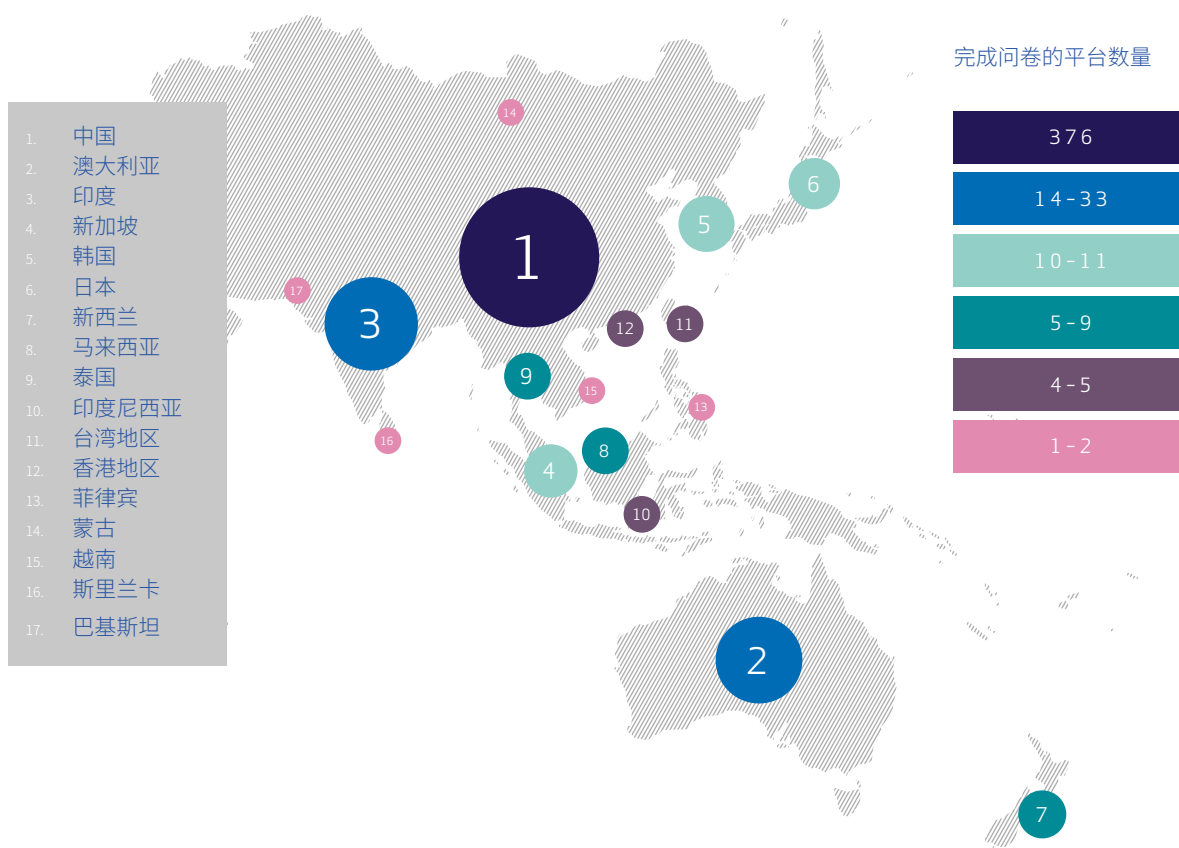 完成问卷的平台数量
376
14-33
10-11
5-9
4-5
1-2
1. 中国
2. 澳大利亚
3. 印度
4. 新加坡
5. 韩国
6. 日本
7. 新西兰
8. 马来西亚
9. 泰国
10. 印度尼西亚
11. 台湾地区
12. 香港地区
13. 菲律宾
14. 蒙古
15. 越南
16. 斯里兰卡
17. 巴基斯坦
14
6
5
1
17
3
12
11
9
15
13
16
8
4
10
2
7